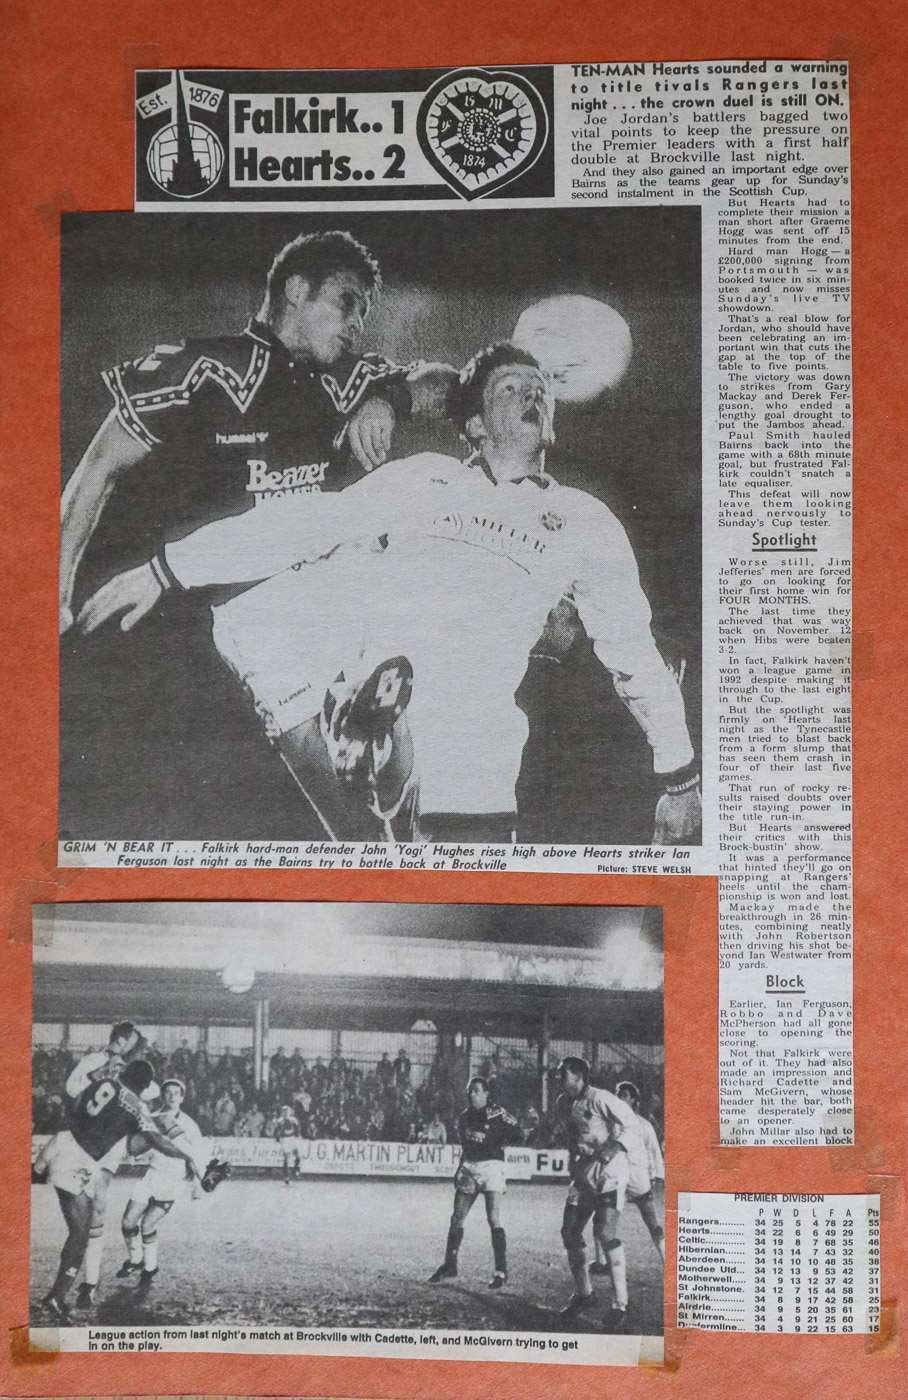 Est. 1876
Falkirk.. 1
Hearts... 2
H M
F C
1874
TEN-MAN Hearts sounded a warning
to title tivals Rangers last
night . . . the crown duel is still ON.
Joe Jordan's battlers bagged two
vital points to keep the pressure on
the Premier leaders with a first half
double at Brockville last night.
And they also gained an important edge over
Bairns as the teams gear up for Sunday's
second instalment in the Scottish Cup.
But Hearts had to
complete their mission a
man short after Graeme
Hogg was sent off 15
minutes from the end.
Hard man Hogg — a
£200,000 signing from
Portsmouth — was
booked twice in six min-
utes and now misses
Sunday's live TV
showdown.
That's a real blow for
Jordan, who should have
been celebrating an im-
portant win that cuts the
gap at the top of the
table to five points.
The victory was down
to strikes from Gary
Mackay and Derek Fer-
guson, who ended a
lengthy goal drought to
put the Jambos ahead.
Paul Smith hauled
Bairns back into the
game with a 68th minute
goal, but frustrated Fal-
kirk couldn't snatch a
late equaliser.
This defeat will now
leave them looking
ahead nervously to
Sunday's Cup tester.
Spotlight
Worse still, Jim
Jefferies' men are forced
to go on looking for
their first home win for
FOUR MONTHS.
The last time they
achieved that was way
back on November 12
when Hibs were beaten
3-2.
In fact, Falkirk haven't
won a league game in
1992 despite making it
through to the last eight
in the Cup.
But the spotlight was
firmly on Hearts last
night as the Tynecastle
men tried to blast back
from a form slump that
has seen them crash in
four of their last five
games.
That run of rocky re-
sults raised doubts over
their staying power in
the title run-in.
But Hearts answered
their critics with this
Brock-bustin' show.
It was a performance
that hinted they'll go on
snapping at Rangers'
heels until the cham-
pionship is won and lost.
Mackay made the
breakthrough in 26 min-
utes, combining neatly
with John Robertson
then driving his shot be-
yond Ian Westwater from
20 yards.
Block
Earlier, Ian Ferguson,
Robbo and Dave
McPherson had all gone
close to opening the
scoring.
Not that Falkirk were
out of it. They had also
made an impression and
Richard Cadette and
Sam McGivern, whose
header hit the bar, both
came desperately close
to an opener.
John Millar also had to
make an excellent block
hummel
Beazer
HOMES
MILLER
GRIM 'N BEAR IT . . . Falkirk hard-man defender John 'Yogi' Hughes rises high above Hearts striker Ian
Ferguson last night as the Bairns try to battle back at Brockville
Picture: STEVE WELSH
9
J.G. MARTIN PLANT H
Fu
League action from last night's match at Brockville with Cadette, left, and McGivern trying to get
in on the play.
PREMIER DIVISION
P W D L F A Pts
Rangers........ 34 25 5 4 78 22 55
Hearts........... 34 22 6 6 49 29 50
Celtic............ 34 19 8 7 68 35 46
Hibernian...... 34 13 14 7 43 32 40
Aberdeen...... 34 14 10 10 48 35 38
Dundee Utd... 34 12 13 9 53 42 37
Motherwell.... 34 9 13 12 37 42 31
St Johnstone. 34 12 7 15 44 58 31
Falkirk........... 34 8 9 17 42 58 25
Airdrie........... 34 9 5 20 35 61 23
St Mirren....... 34 4 9 21 25 60 17
Dunfermline... 34 3 9 22 15 63 15